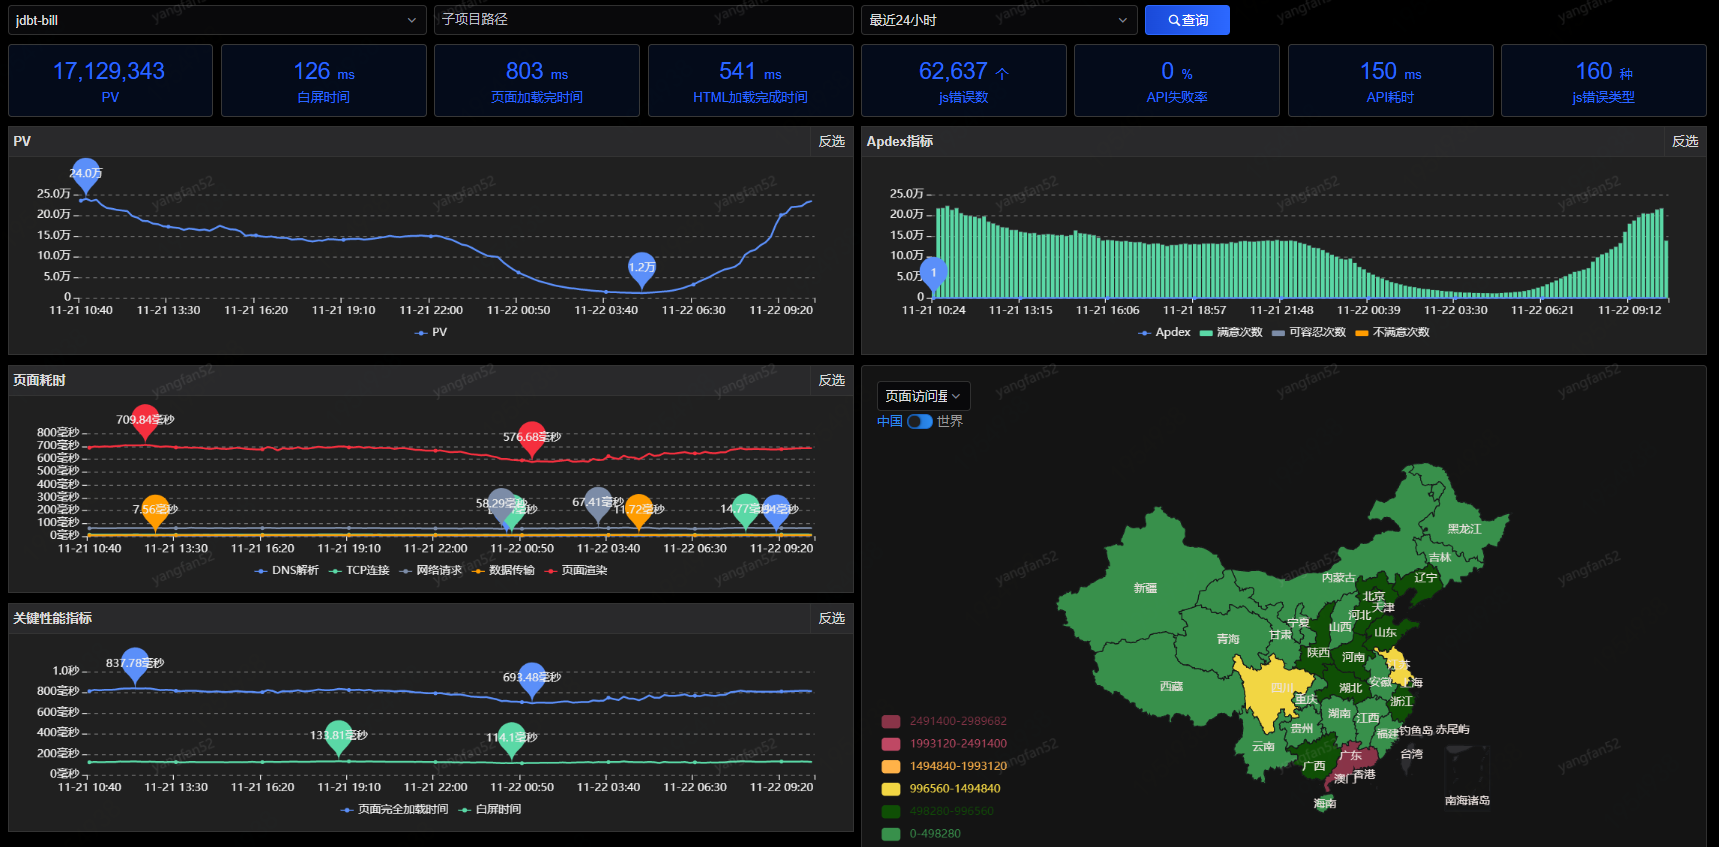 jdbt-bill
子项目路径
最近24小时
查询
17,129,343
PV
126 ms
白屏时间
803 ms
页面加载完时间
541 ms
HTML加载完成时间
62,637 个
js错误数
0 %
API失败率
150 ms
API耗时
160 种
js错误类型
PV
反选
24.0万
25.0万
20.0万
15.0万
10.0万
5.0万
0
1.2万
11-21 10:40 11-21 13:30 11-21 16:20 11-21 19:10 11-21 22:00 11-22 00:50 11-22 03:40 11-22 06:30 11-22 09:20
PV
Apdex指标
反选
25.0万
20.0万
15.0万
10.0万
5.0万
0
1
11-21 10:24 11-21 13:15 11-21 16:06 11-21 18:57 11-21 21:48 11-22 00:39 11-22 03:30 11-22 06:21 11-22 09:12
Apdex 满意次数 可容忍次数 不满意次数
页面耗时
反选
709.84毫秒
576.68毫秒
800毫秒
700毫秒
600毫秒
500毫秒
400毫秒
300毫秒
200毫秒
100毫秒
0毫秒
7.56毫秒
58.29毫秒
67.41毫秒
11.72毫秒
14.77毫秒
11-21 10:40 11-21 13:30 11-21 16:20 11-21 19:10 11-21 22:00 11-22 00:50 11-22 03:40 11-22 06:30 11-22 09:20
DNS解析 TCP连接 网络请求 数据传输 页面渲染
关键性能指标
反选
837.78毫秒
693.48毫秒
1.0秒
800毫秒
600毫秒
400毫秒
200毫秒
0毫秒
133.81毫秒
114.1毫秒
11-21 10:40 11-21 13:30 11-21 16:20 11-21 19:10 11-21 22:00 11-22 00:50 11-22 03:40 11-22 06:30 11-22 09:20
页面完全加载时间 白屏时间
页面访问量
中国 世界
黑龙江
吉林
辽宁
内蒙古
新疆
北京
天津
河北
宁夏
山西
山东
甘肃
青海
陕西
河南
江苏
西藏
四川
安徽
上海
湖北
重庆
浙江
湖南
江西
贵州
福建
钓鱼岛
赤尾屿
云南
台湾
广东
广西
香港
澳门
海南
南海诸岛
2491400-2989682
1993120-2491400
1494840-1993120
996560-1494840
498280-996560
0-498280
yangfan52